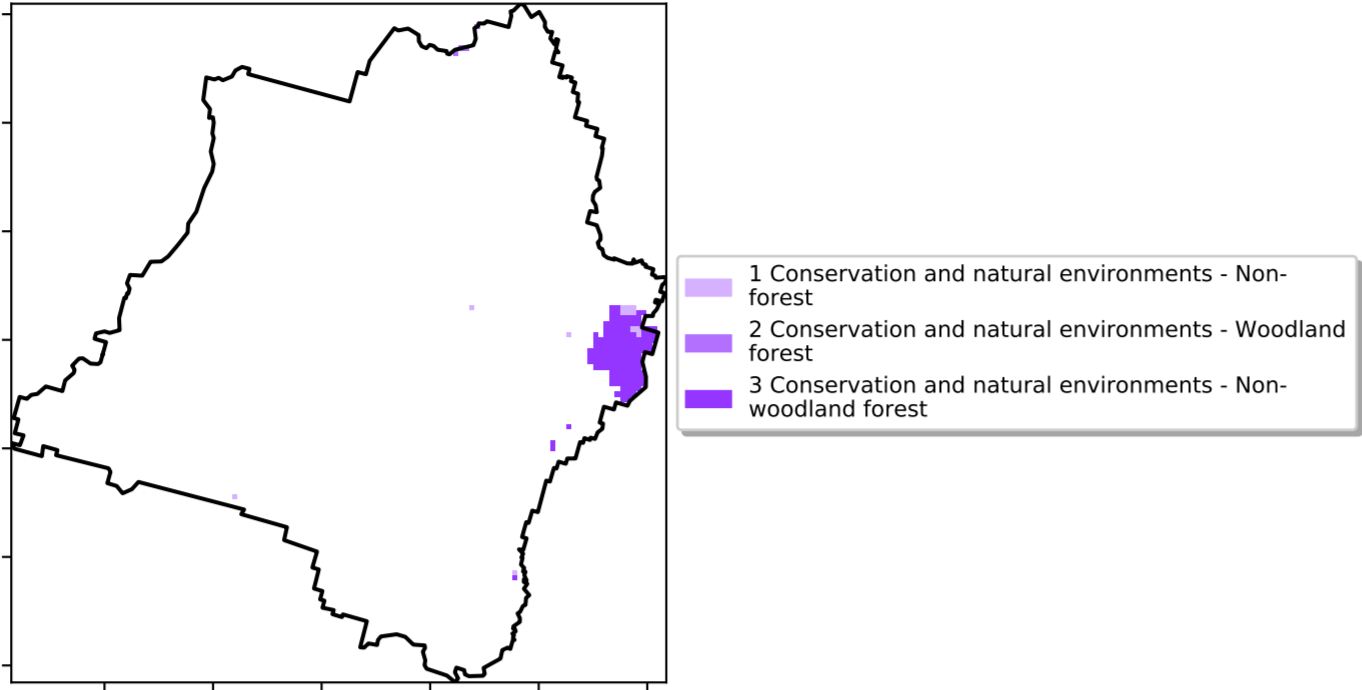 1 Conservation and natural environments - Non-
forest
2 Conservation and natural environments - Woodland
forest
3 Conservation and natural environments - Non-
woodland forest